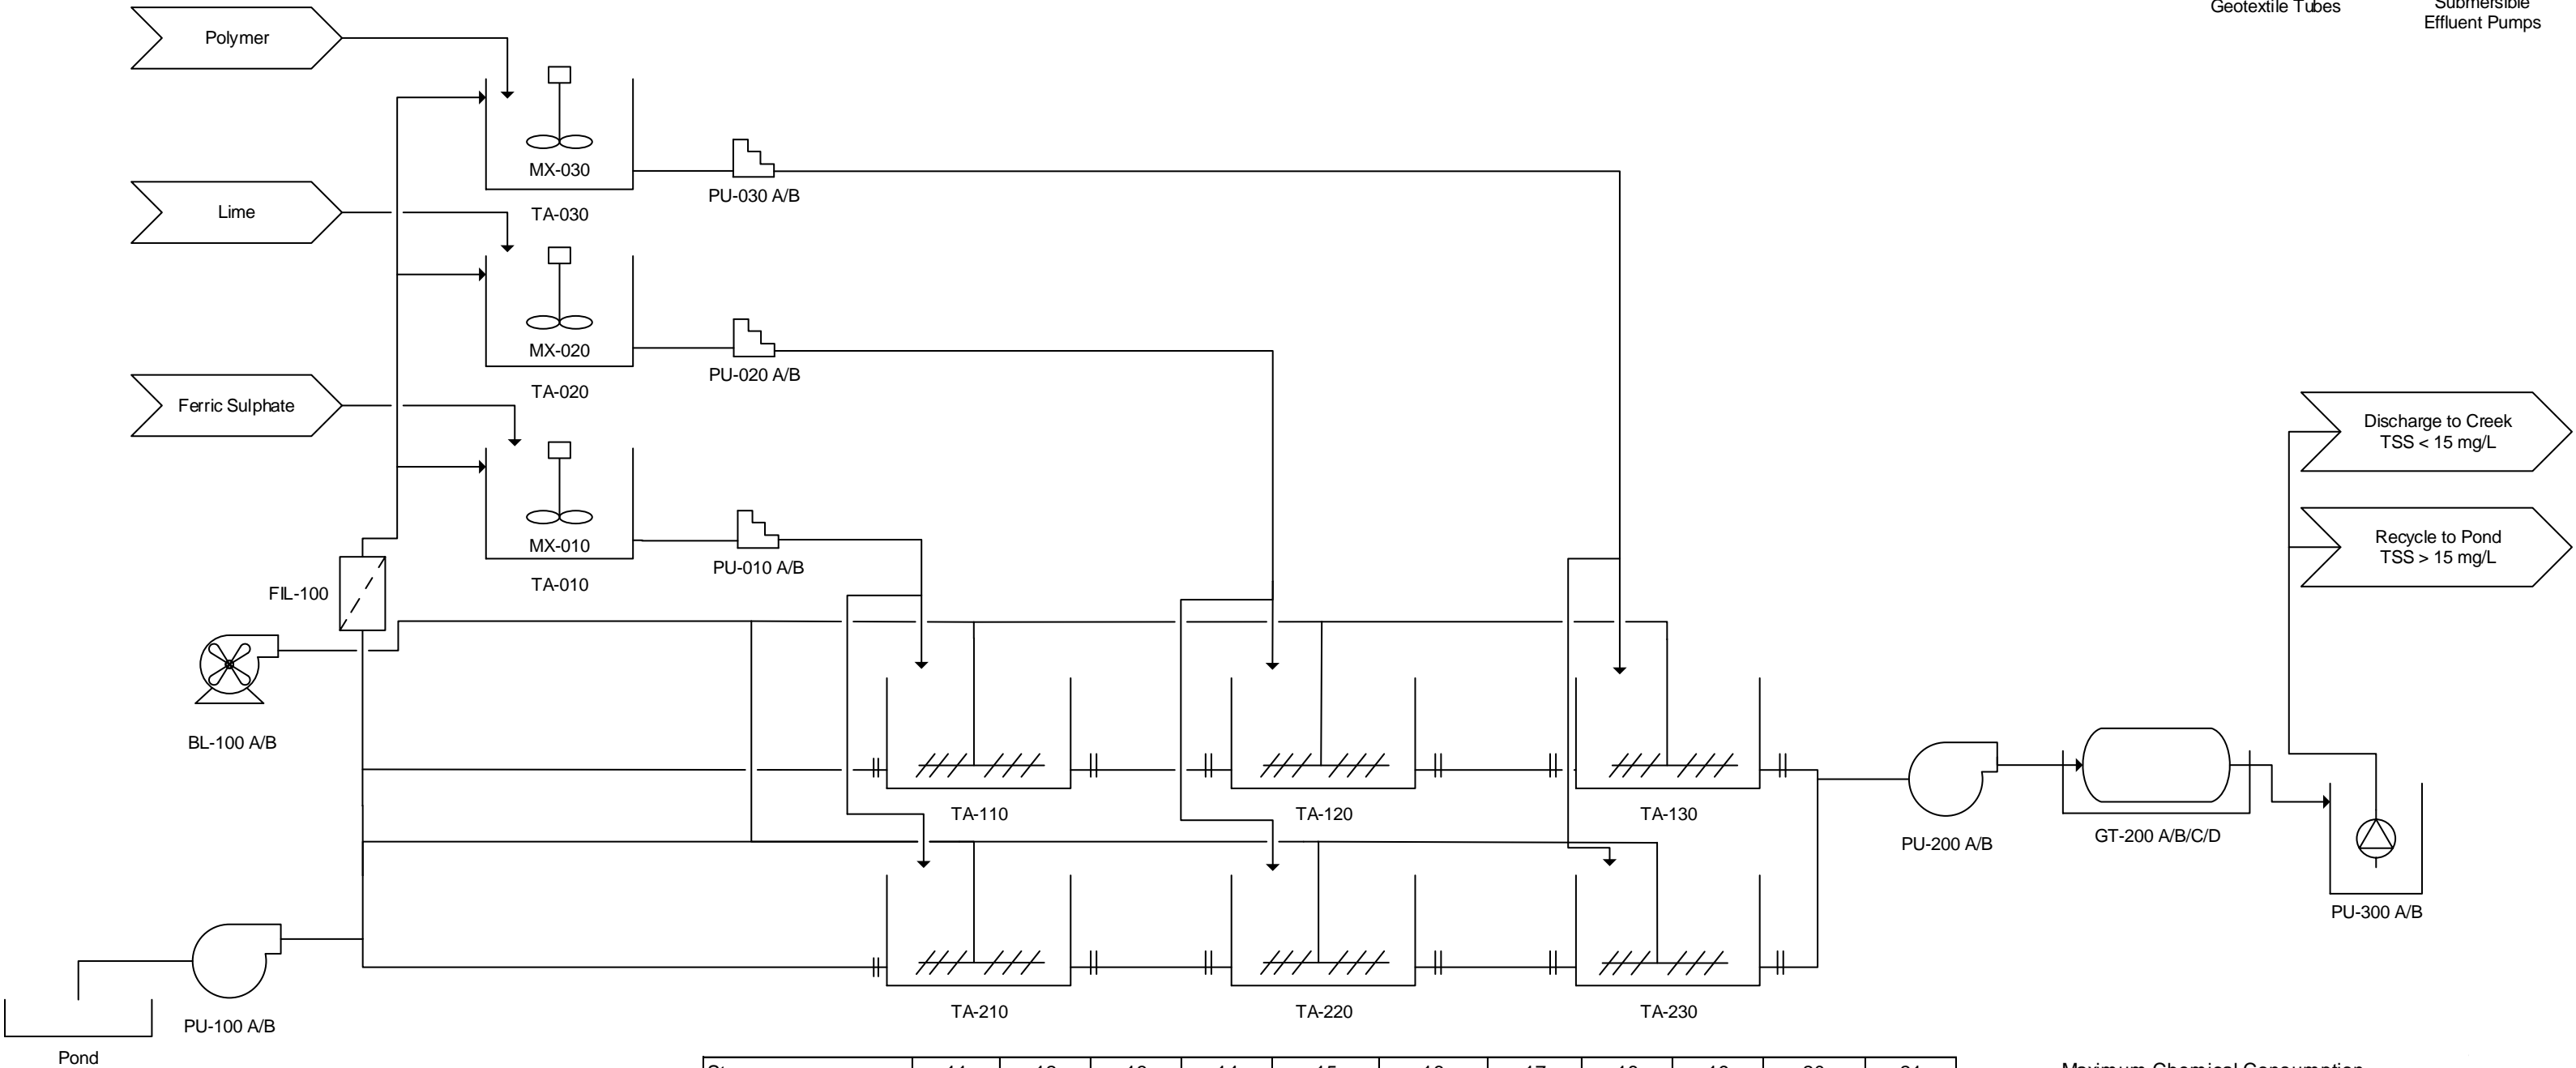 Geotextile Tubes
Submersible
Effluent Pumps
Polymer
MX-030
TA-030
PU-030 A/B
Lime
MX-020
TA-020
PU-020 A/B
Ferric Sulphate
MX-010
TA-010
PU-010 A/B
Discharge to Creek
TSS < 15 mg/L
Recycle to Pond
TSS > 15 mg/L
FIL-100
BL-100 A/B
TA-110
TA-120
TA-130
PU-200 A/B
GT-200 A/B/C/D
PU-300 A/B
TA-210
TA-220
TA-230
PU-100 A/B
Pond
Maximum Chemical Consumption